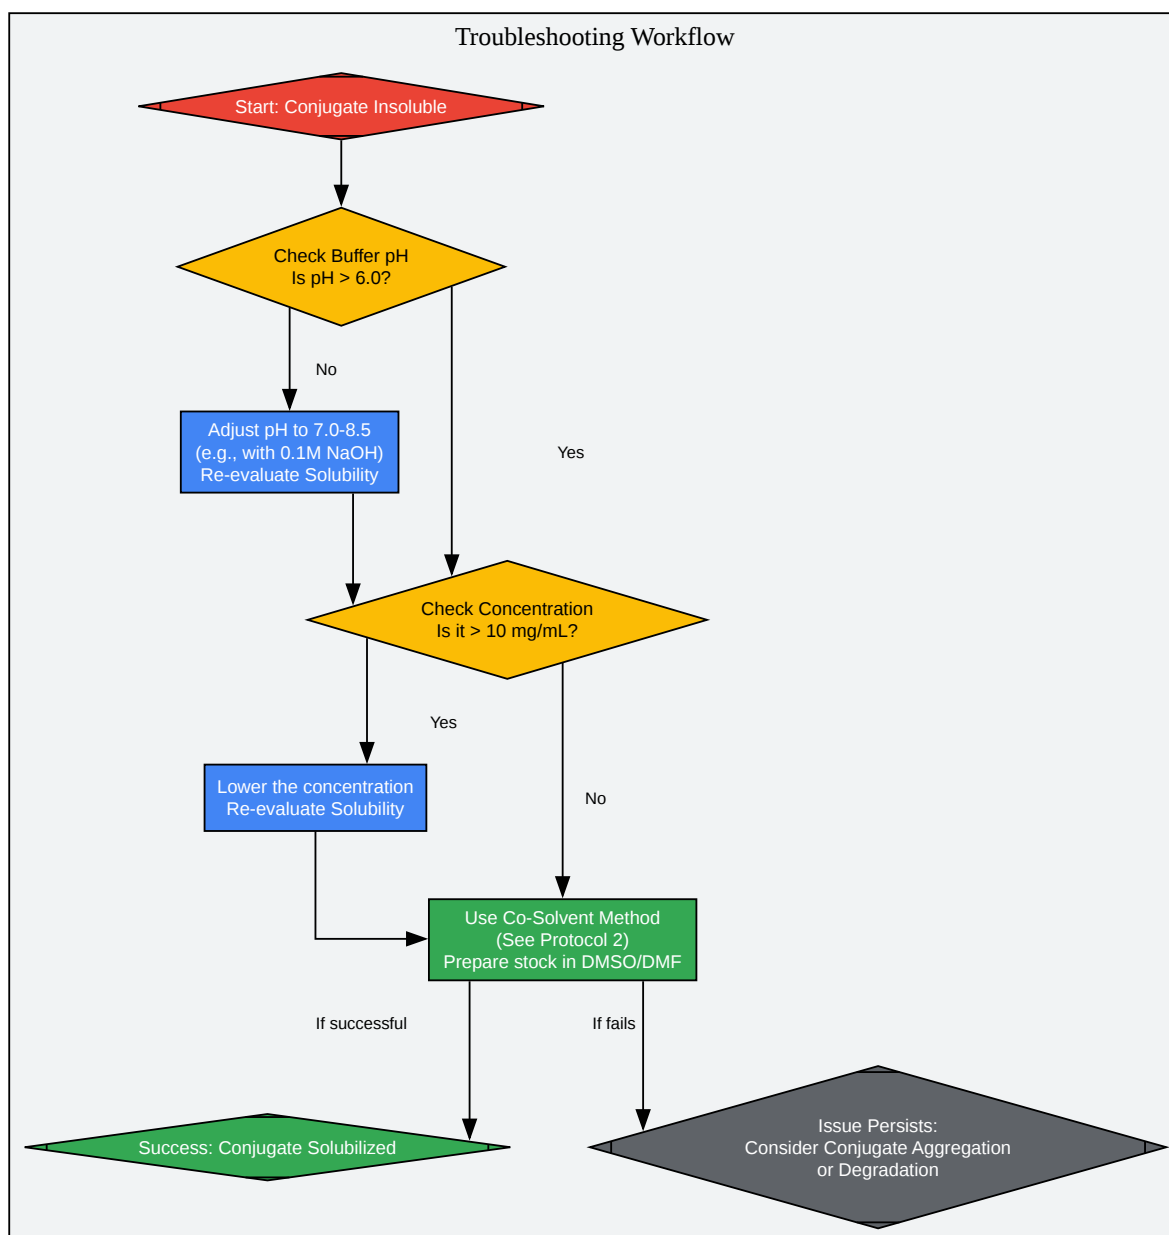 Troubleshooting Workflow
Start: Conjugate Insoluble
Check Buffer pH
Is pH > 6.0?
No
Adjust pH to 7.0-8.5
(e.g., with 0.1M NaOH)
Re-evaluate Solubility
Yes
Check Concentration
Is it > 10 mg/mL?
Yes
Lower the concentration
Re-evaluate Solubility
No
Use Co-Solvent Method
(See Protocol 2)
Prepare stock in DMSO/DMF
If successful
If fails
Success: Conjugate Solubilized
Issue Persists:
Consider Conjugate Aggregation
or Degradation